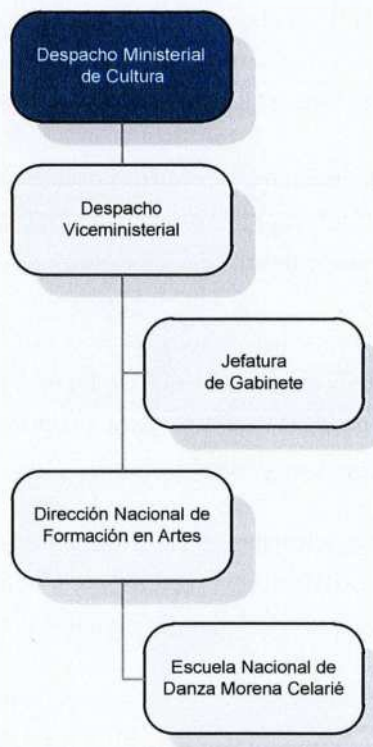 Despacho Ministerial
de Cultura
Despacho
Viceministerial
Jefatura
de Gabinete
Dirección Nacional de
Formación en Artes
Escuela Nacional de
Danza Morena Celarié